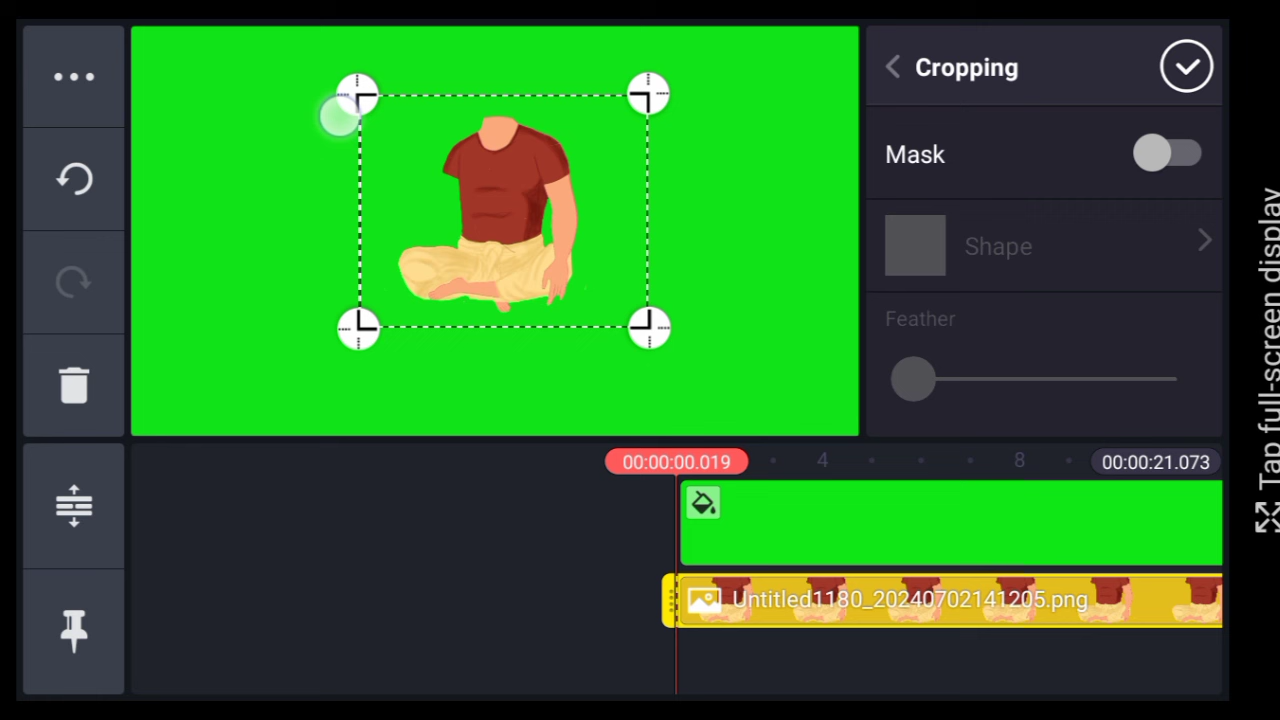 Cropping
Mask
Shape
Feather
00:00:00.019
4
8
00:00:21.073
Untitled1180_20240702141205.png
Tap full-screen display